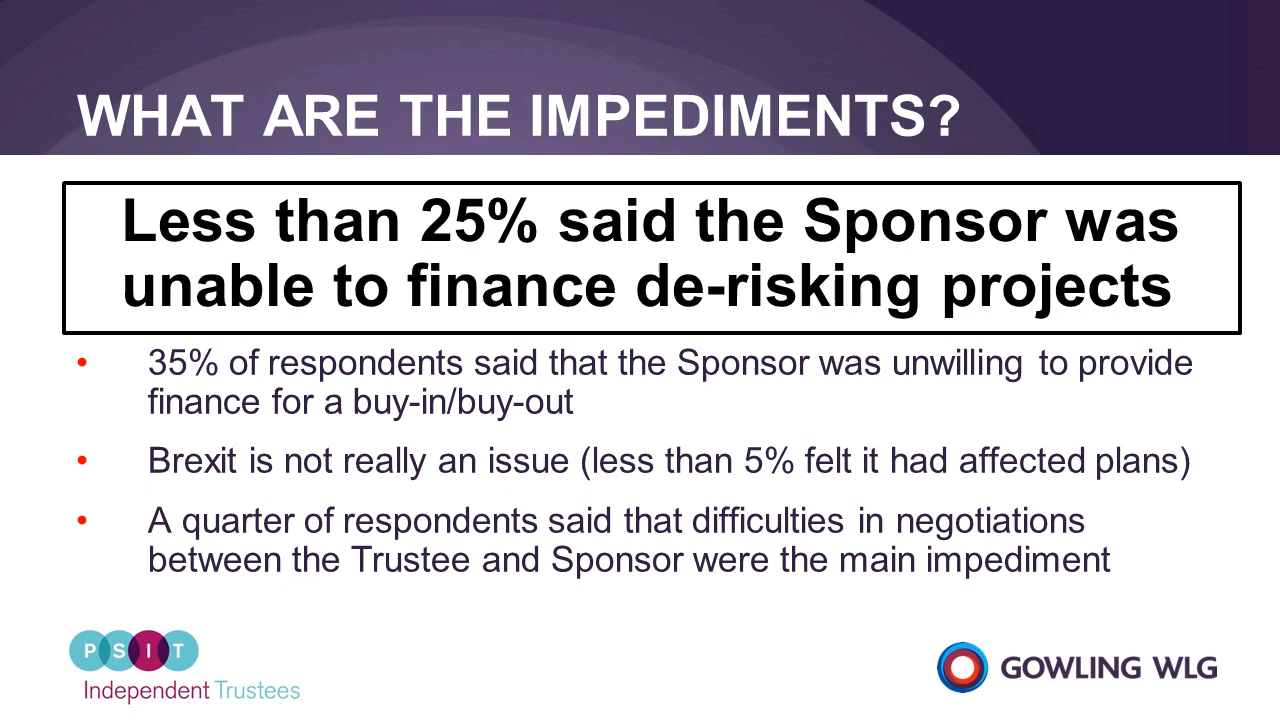 WHAT ARE THE IMPEDIMENTS?
Less than 25% said the Sponsor was
unable to finance de-risking projects
• 35% of respondents said that the Sponsor was unwilling to provide
finance for a buy-in/buy-out
• Brexit is not really an issue (less than 5% felt it had affected plans)
• A quarter of respondents said that difficulties in negotiations
between the Trustee and Sponsor were the main impediment
PSIT
Independent Trustees
GOWLING WLG